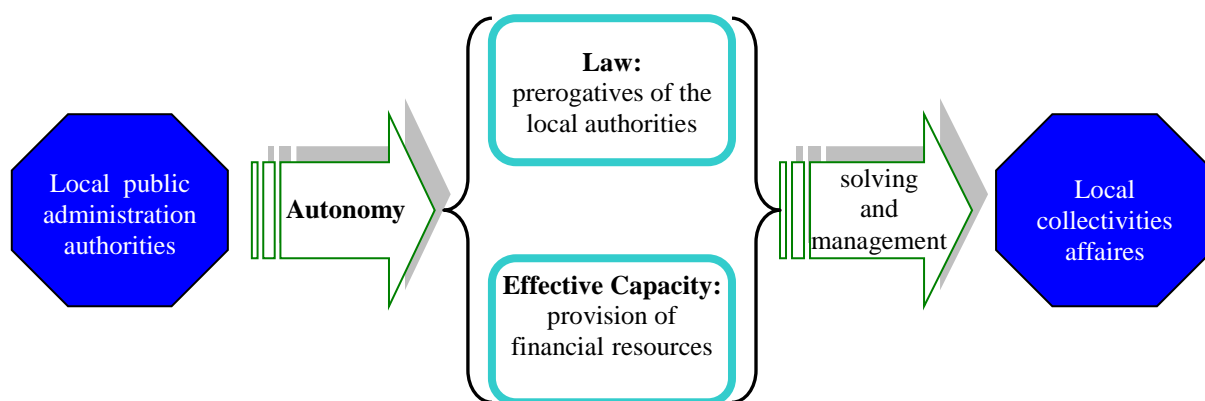 Local public
administration
authorities
Autonomy
Law:
prerogatives of the
local authorities
Effective Capacity:
provision of
financial resources
solving
and
management
Local
collectivities
affaires